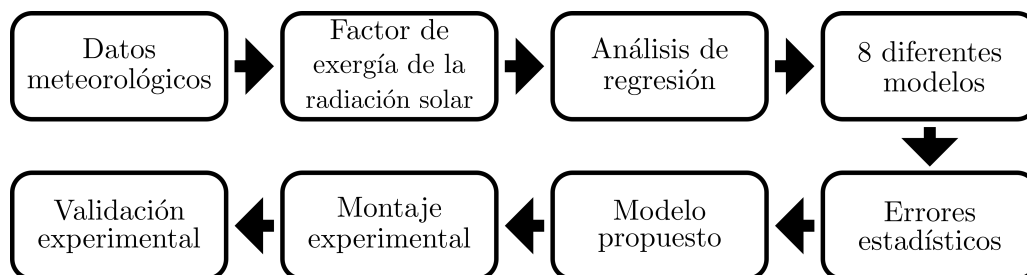 Datos
meteorológicos
Factor de
exergía de la
radiación solar
Análisis de
regresión
8 diferentes
modelos
Validación
experimental
Montaje
experimental
Modelo
propuesto
Errores
estadísticos